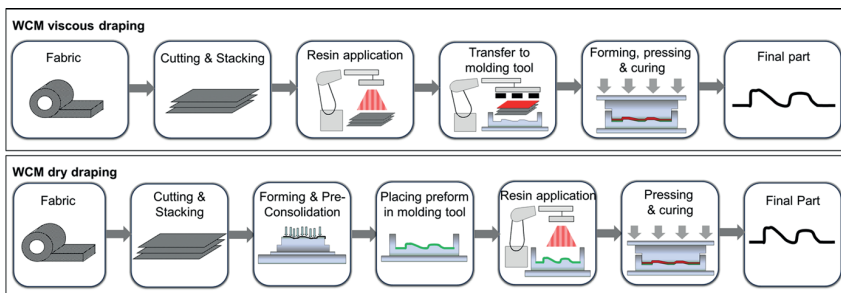 WCM viscous draping
Fabric
Cutting & Stacking
Resin application
Transfer to
molding tool
Forming, pressing
& curing
Final part
WCM dry draping
Fabric
Cutting &
Stacking
Forming & Pre-
Consolidation
Placing preform
in molding tool
Resin application
Pressing
& curing
Final Part